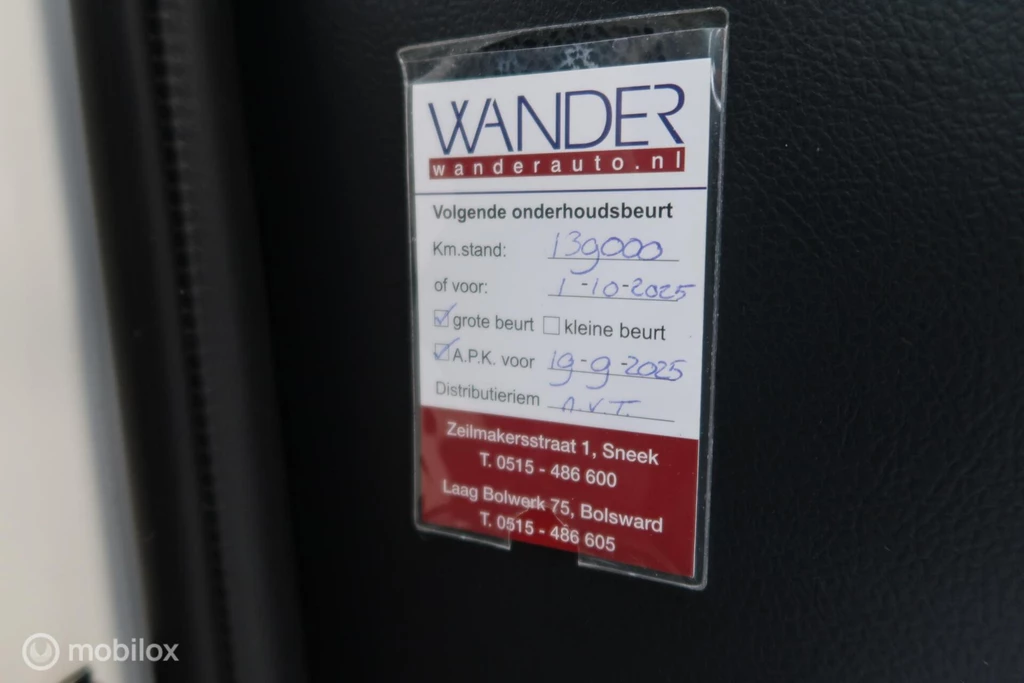 WANDER
wanderauto.nl
Volgende onderhoudsbeurt
Km.stand: 139000
of voor: 1-10-2025
grote beurt kleine beurt
A.P.K. voor 19-9-2025
Distributieriem n.v.t.
Zeilmakersstraat 1, Sneek
T. 0515 - 486 600
Laag Bolwerk 75, Bolsward
T. 0515 - 486 605
mobilox